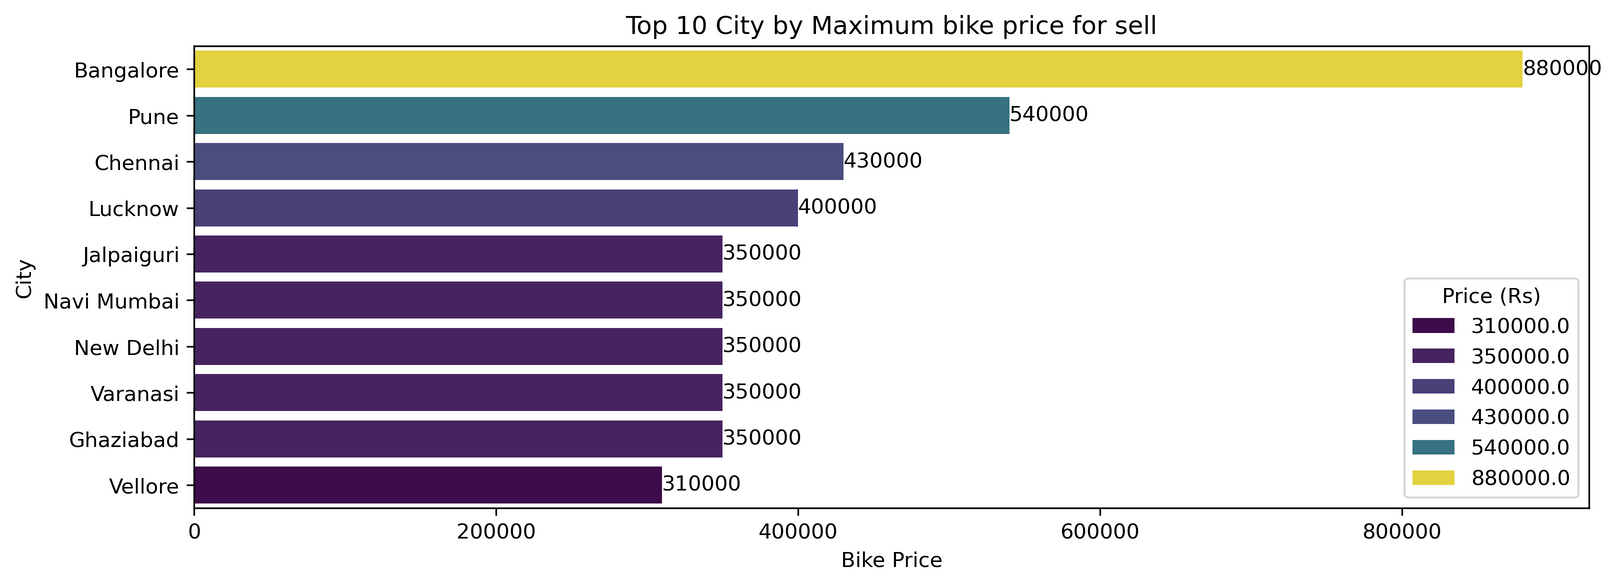 Top 10 City by Maximum bike price for sell
City
Bangalore 880000
Pune 540000
Chennai 430000
Lucknow 400000
Jalpaiguri 350000
Navi Mumbai 350000
New Delhi 350000
Varanasi 350000
Ghaziabad 350000
Vellore 310000
Price (Rs)
310000.0
350000.0
400000.0
430000.0
540000.0
880000.0
0 200000 400000 600000 800000
Bike Price